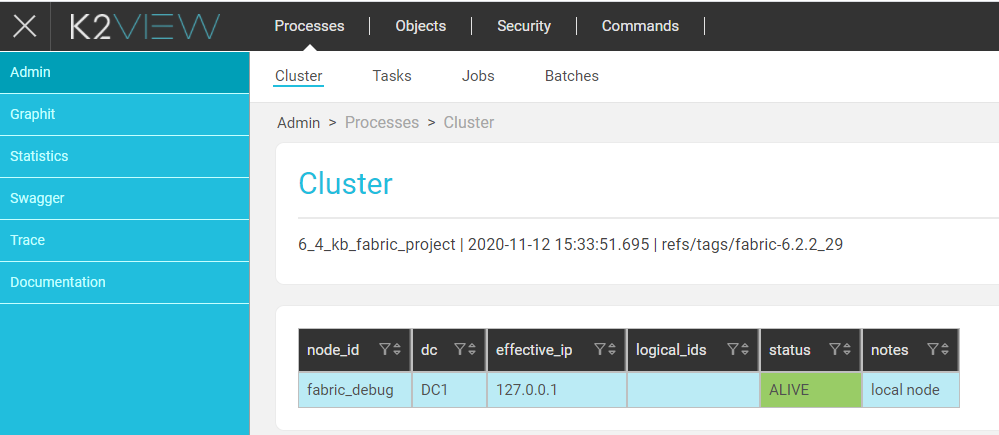 K2VIEW Processes Objects Security Commands
Admin
Graphit
Statistics
Swagger
Trace
Documentation
Cluster Tasks Jobs Batches
Admin > Processes > Cluster
Cluster
6_4_kb_fabric_project | 2020-11-12 15:33:51.695 | refs/tags/fabric-6.2.2_29
node_id dc effective_ip logical_ids status notes
fabric_debug DC1 127.0.0.1 ALIVE local node